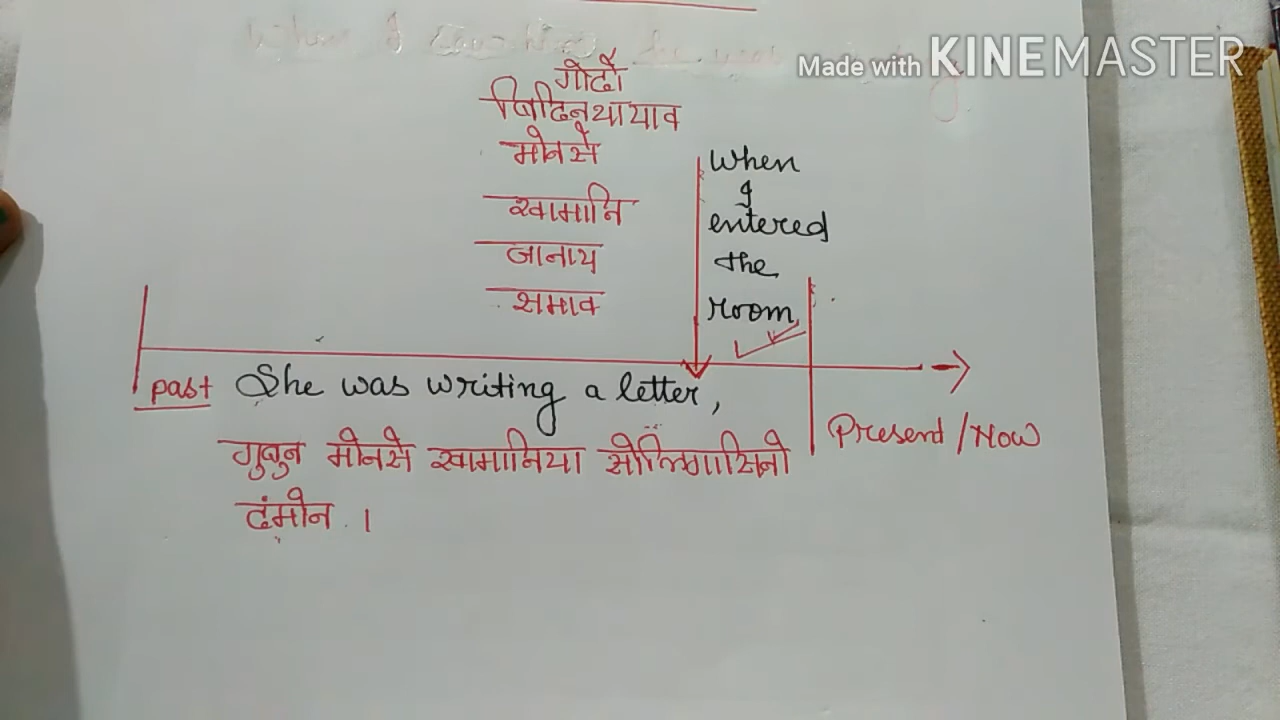 Made with KINEMASTER
गोदो
खिदिनथायाव
मोनसे
खामानि
जानाय
समाव
When
I
entered
the
room,
past She was writing a letter,
गुबुन मोनसे खामानिया सोलिगासिनो
दंमोन ।
Present/Now